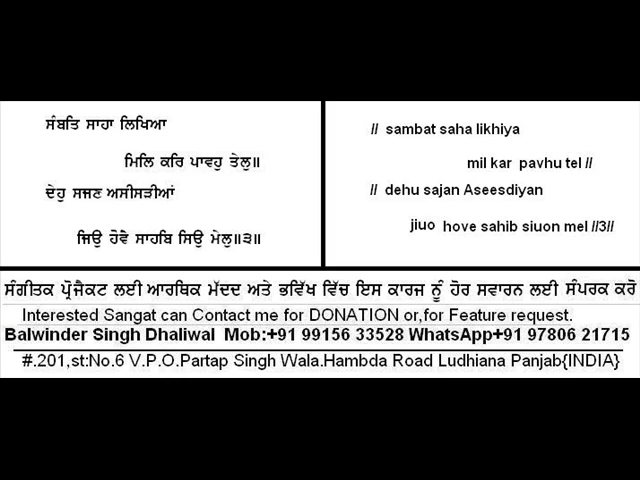 ਸੰਬਤਿ ਸਾਹਾ ਲਿਖਿਆ
ਮਿਲਿ ਕਰਿ ਪਾਵਹੁ ਤੇਲੁ॥
ਦੇਹੁ ਸਜਣ ਅਸੀਸੜੀਆਂ
ਜਿਉ ਹੋਵੈ ਸਾਹਬਿ ਸਿਉ ਮੇਲੁ॥੩॥
// sambat saha likhiya
mil kar pavhu tel //
// dehu sajan Aseesdiyan
jiuo hove sahib siuon mel //3//
ਸੰਗੀਤਕ ਪ੍ਰੋਜੈਕਟ ਲਈ ਆਰਥਿਕ ਮੱਦਦ ਅਤੇ ਭਵਿੱਖ ਵਿੱਚ ਇਸ ਕਾਰਜ ਨੂੰ ਹੋਰ ਸਵਾਰਨ ਲਈ ਸੰਪਰਕ ਕਰੋ
Interested Sangat can Contact me for DONATION or,for Feature request.
Balwinder Singh Dhaliwal Mob:+91 99156 33528 WhatsApp+91 97806 21715
#.201,st:No.6 V.P.O.Partap Singh Wala.Hambda Road Ludhiana Panjab{INDIA}